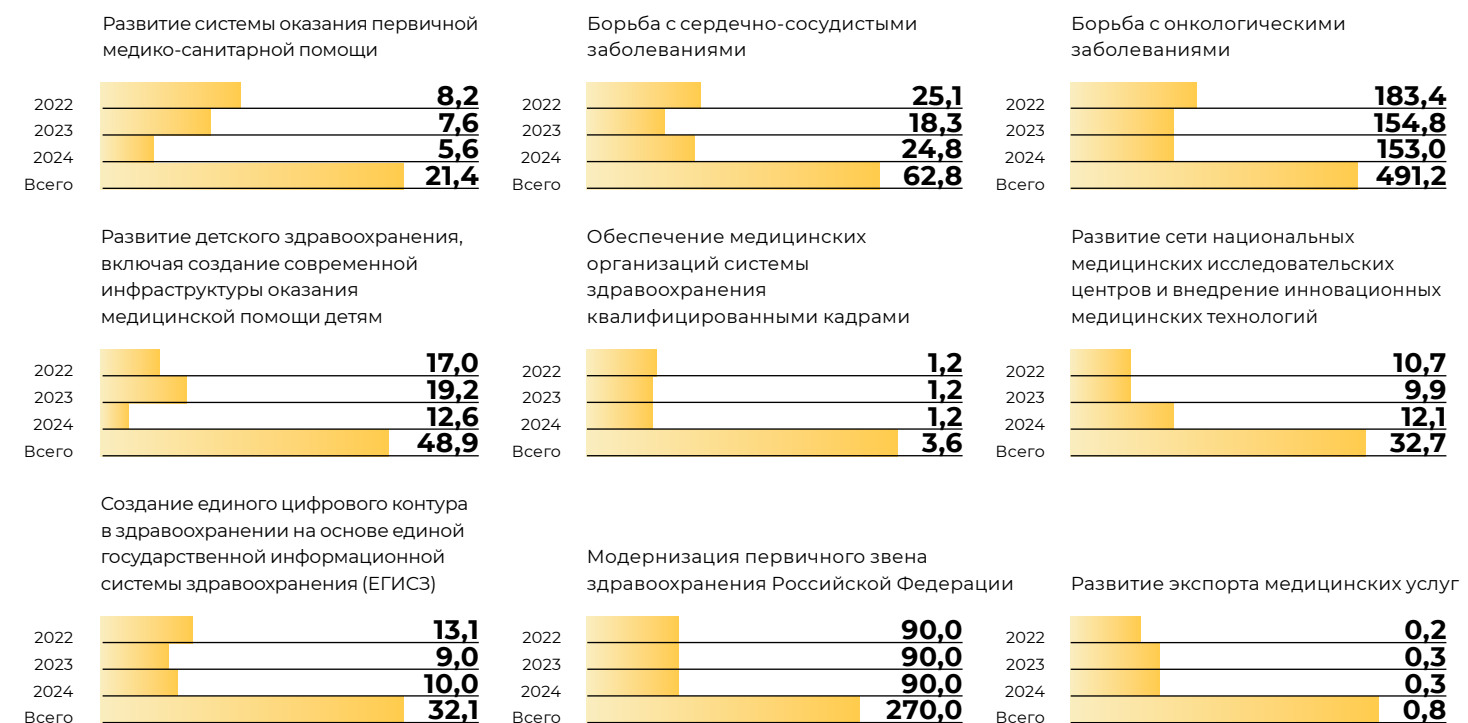 Развитие системы оказания первичной
медико-санитарной помощи
2022 8,2
2023 7,6
2024 5,6
Всего 21,4
Борьба с сердечно-сосудистыми
заболеваниями
2022 25,1
2023 18,3
2024 24,8
Всего 62,8
Борьба с онкологическими
заболеваниями
2022 183,4
2023 154,8
2024 153,0
Всего 491,2
Развитие детского здравоохранения,
включая создание современной
инфраструктуры оказания
медицинской помощи детям
2022 17,0
2023 19,2
2024 12,6
Всего 48,9
Обеспечение медицинских
организаций системы
здравоохранения
квалифицированными кадрами
2022 1,2
2023 1,2
2024 1,2
Всего 3,6
Развитие сети национальных
медицинских исследовательских
центров и внедрение инновационных
медицинских технологий
2022 10,7
2023 9,9
2024 12,1
Всего 32,7
Создание единого цифрового контура
в здравоохранении на основе единой
государственной информационной
системы здравоохранения (ЕГИСЗ)
2022 13,1
2023 9,0
2024 10,0
Всего 32,1
Модернизация первичного звена
здравоохранения Российской Федерации
2022 90,0
2023 90,0
2024 90,0
Всего 270,0
Развитие экспорта медицинских услуг
2022 0,2
2023 0,3
2024 0,3
Всего 0,8